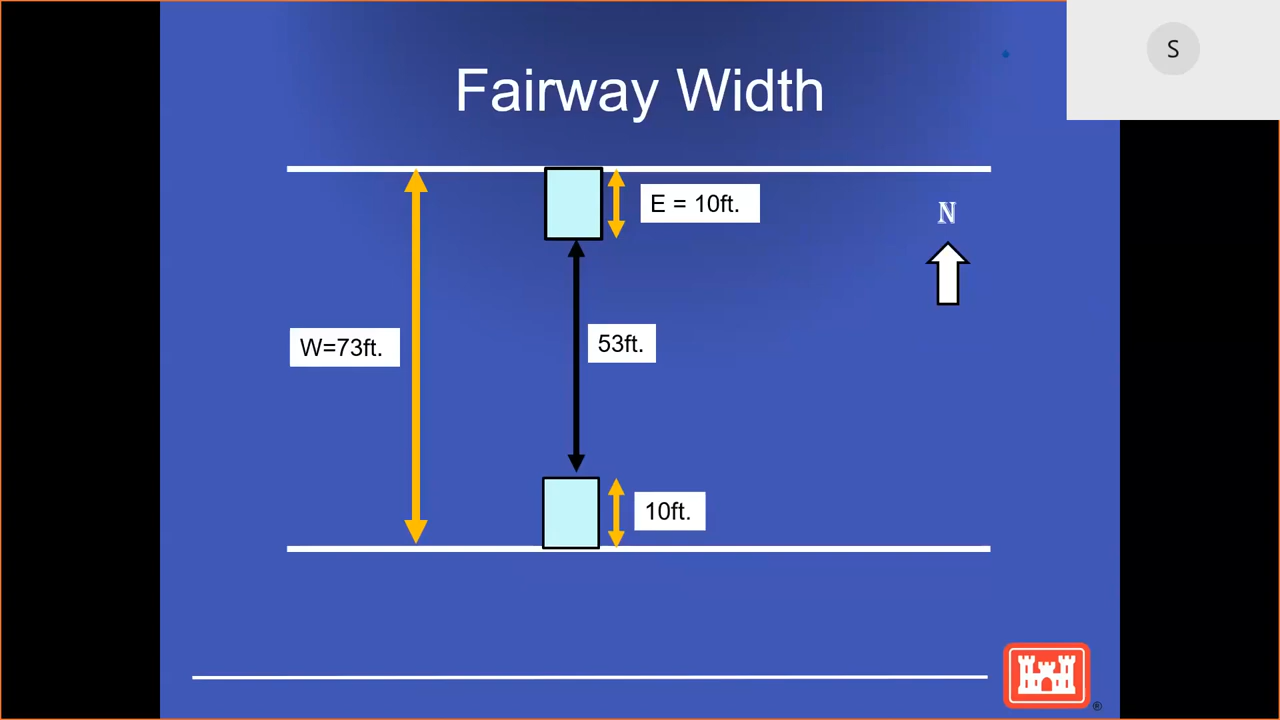 S
Fairway Width
E = 10ft.
N
W=73ft.
53ft.
10ft.
®